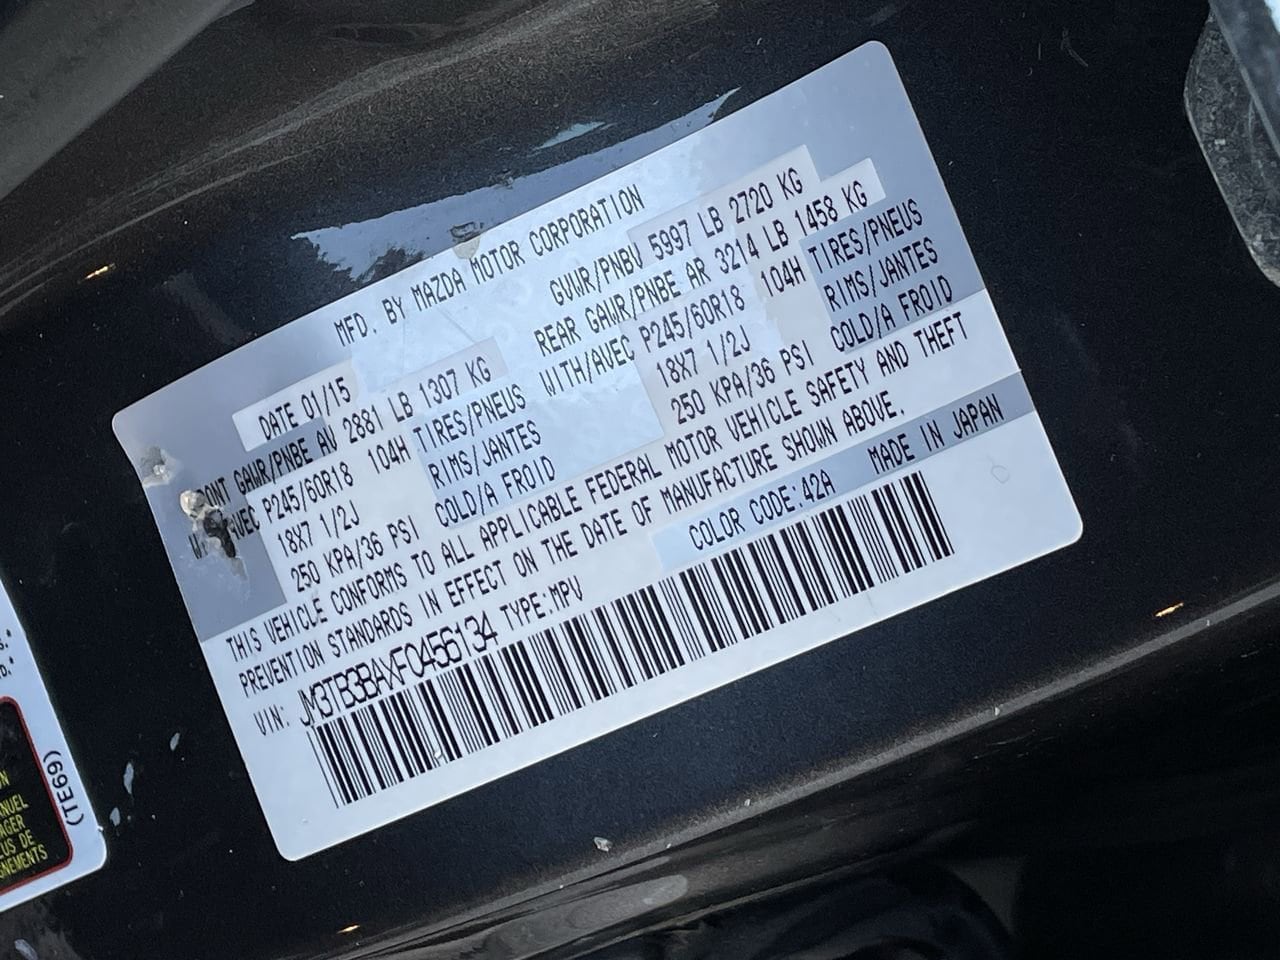 MFD. BY MAZDA MOTOR CORPORATION
DATE 01/15 GVWR/PNBV 5997 LB 2720 KG
GAWR/PNBE AV 2881 LB 1307 KG REAR GAWR/PNBE AR 3214 LB 1458 KG
P245/60R18 104H TIRES/PNEUS WITH/AVEC P245/60R18 104H TIRES/PNEUS
18X7 1/2J RIMS/JANTES 18X7 1/2J RIMS/JANTES
250 KPA/36 PSI COLD/A FROID 250 KPA/36 PSI COLD/A FROID
THIS VEHICLE CONFORMS TO ALL APPLICABLE FEDERAL MOTOR VEHICLE SAFETY AND THEFT
PREVENTION STANDARDS IN EFFECT ON THE DATE OF MANUFACTURE SHOWN ABOVE.
VIN: JM3TB3BAXF0456134 TYPE:MPV COLOR CODE:42A MADE IN JAPAN
(TE69)
US DE